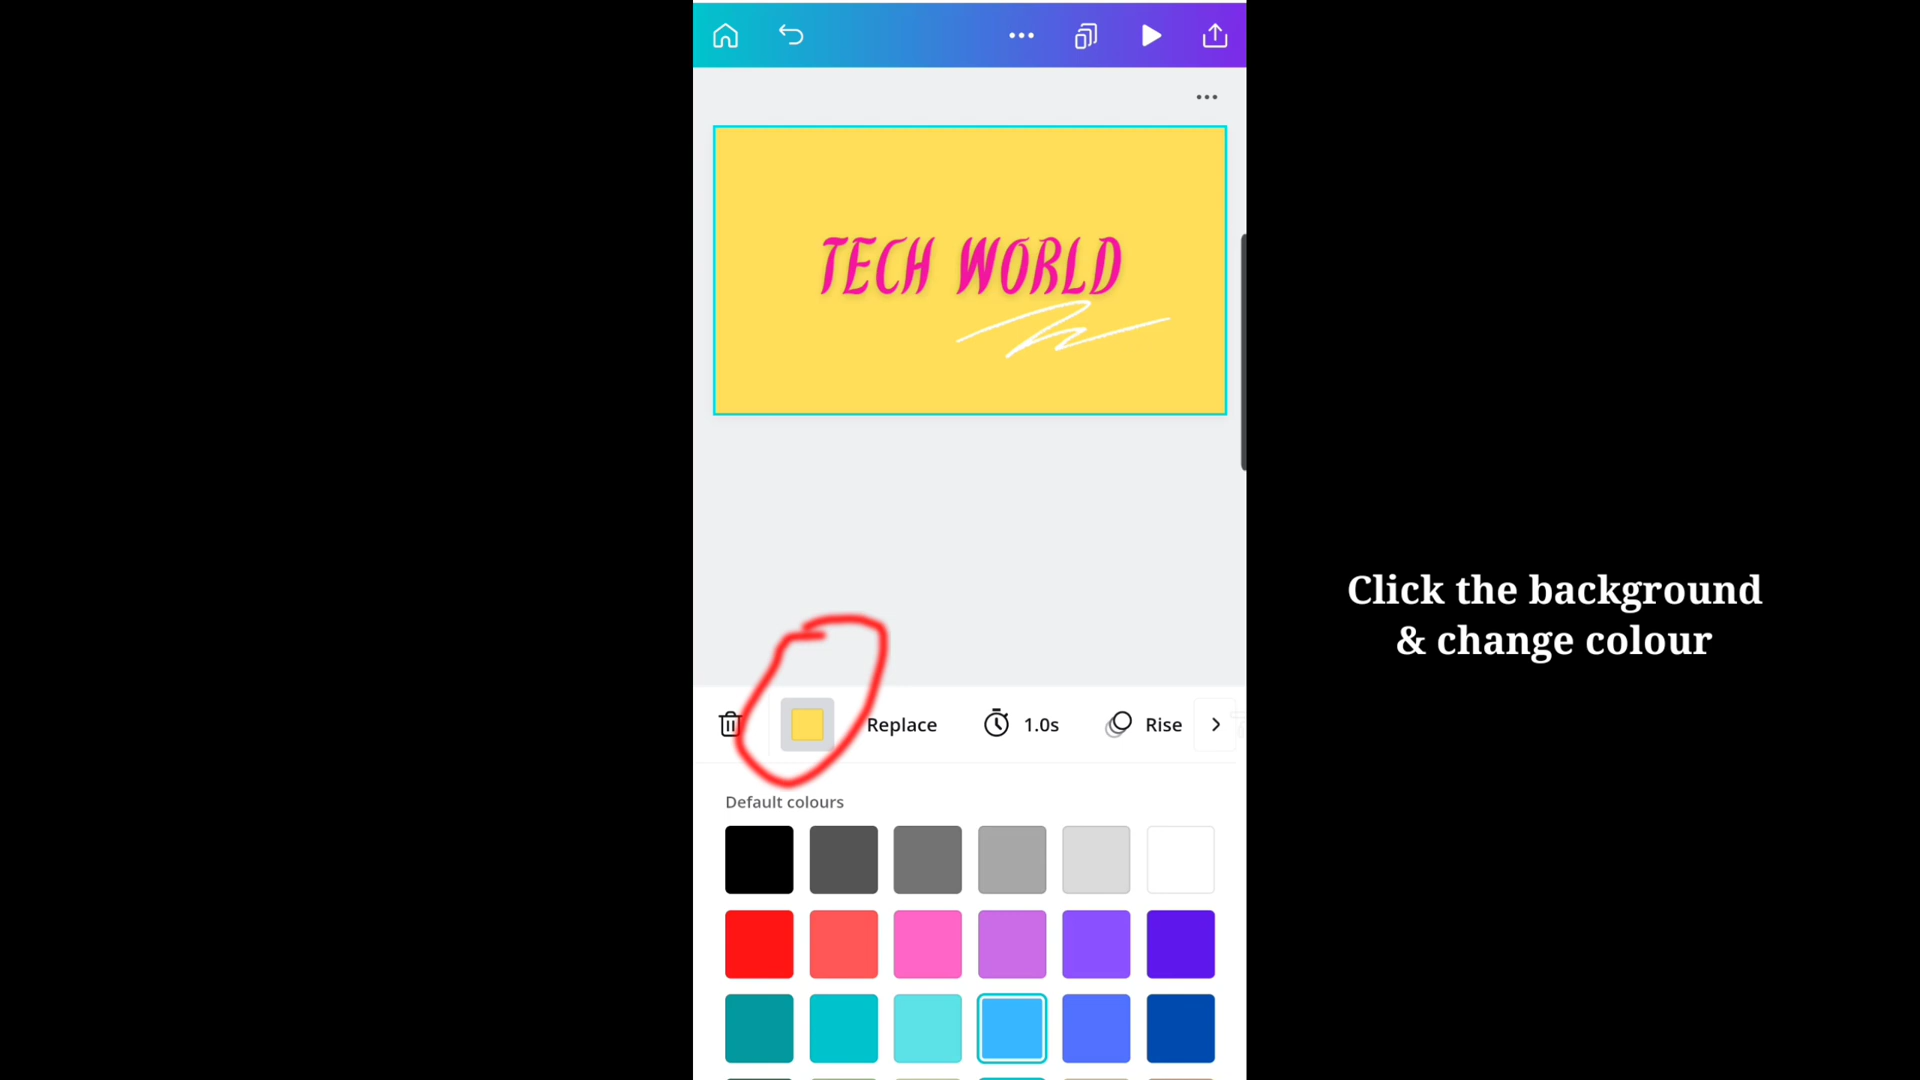 TECH WORLD
Click the background
& change colour
Replace
1.0s
Rise
Default colours